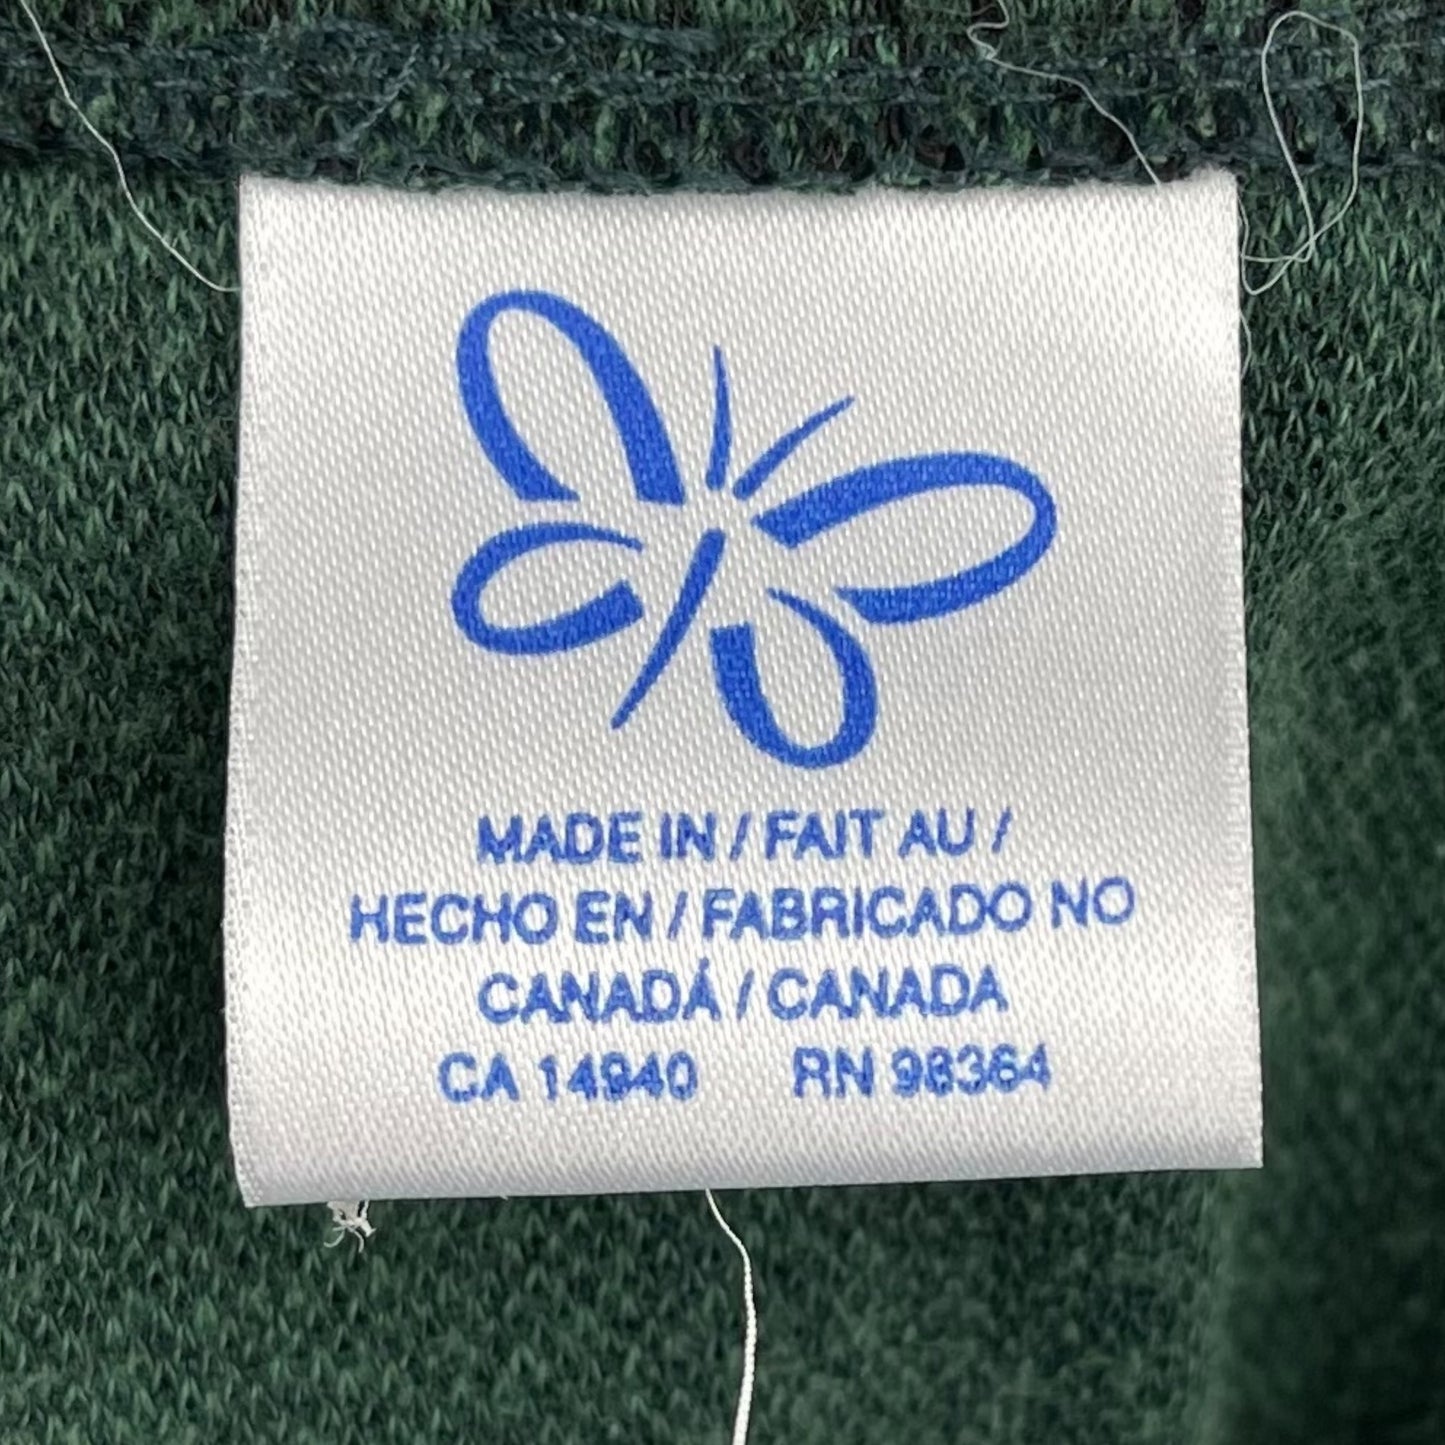 MADE IN / FAIT AU /
HECHO EN / FABRICADO NO
CANADÁ / CANADA
CA 14940 RN 98364